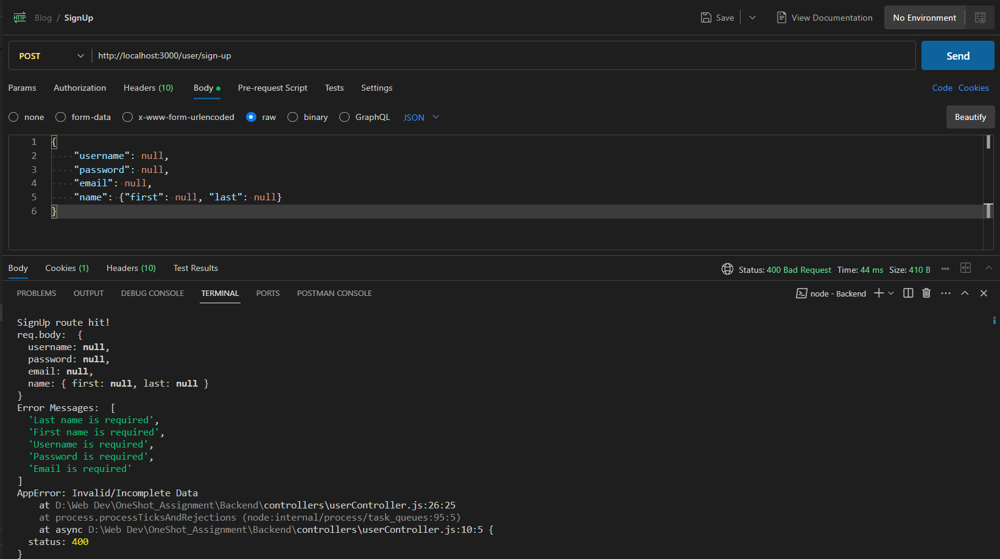 HTTP Blog / SignUp Save View Documentation No Environment
POST http://localhost:3000/user/sign-up Send
Params Authorization Headers (10) Body Pre-request Script Tests Settings Code Cookies
none form-data x-www-form-urlencoded raw binary GraphQL JSON Beautify
1 {
2 "username": null,
3 "password": null,
4 "email": null,
5 "name": {"first": null, "last": null}
6 }
Body Cookies (1) Headers (10) Test Results Status: 400 Bad Request Time: 44 ms Size: 410 B
PROBLEMS OUTPUT DEBUG CONSOLE TERMINAL PORTS POSTMAN CONSOLE node - Backend
SignUp route hit!
req.body:  {
  username: null,
  password: null,
  email: null,
  name: { first: null, last: null }
}
Error Messages:  [
  'Last name is required',
  'First name is required',
  'Username is required',
  'Password is required',
  'Email is required'
]
AppError: Invalid/Incomplete Data
    at D:\Web Dev\OneShot_Assignment\Backend\controllers\userController.js:26:25
    at process.processTicksAndRejections (node:internal/process/task_queues:95:5)
    at async D:\Web Dev\OneShot_Assignment\Backend\controllers\userController.js:10:5 {
  status: 400
}